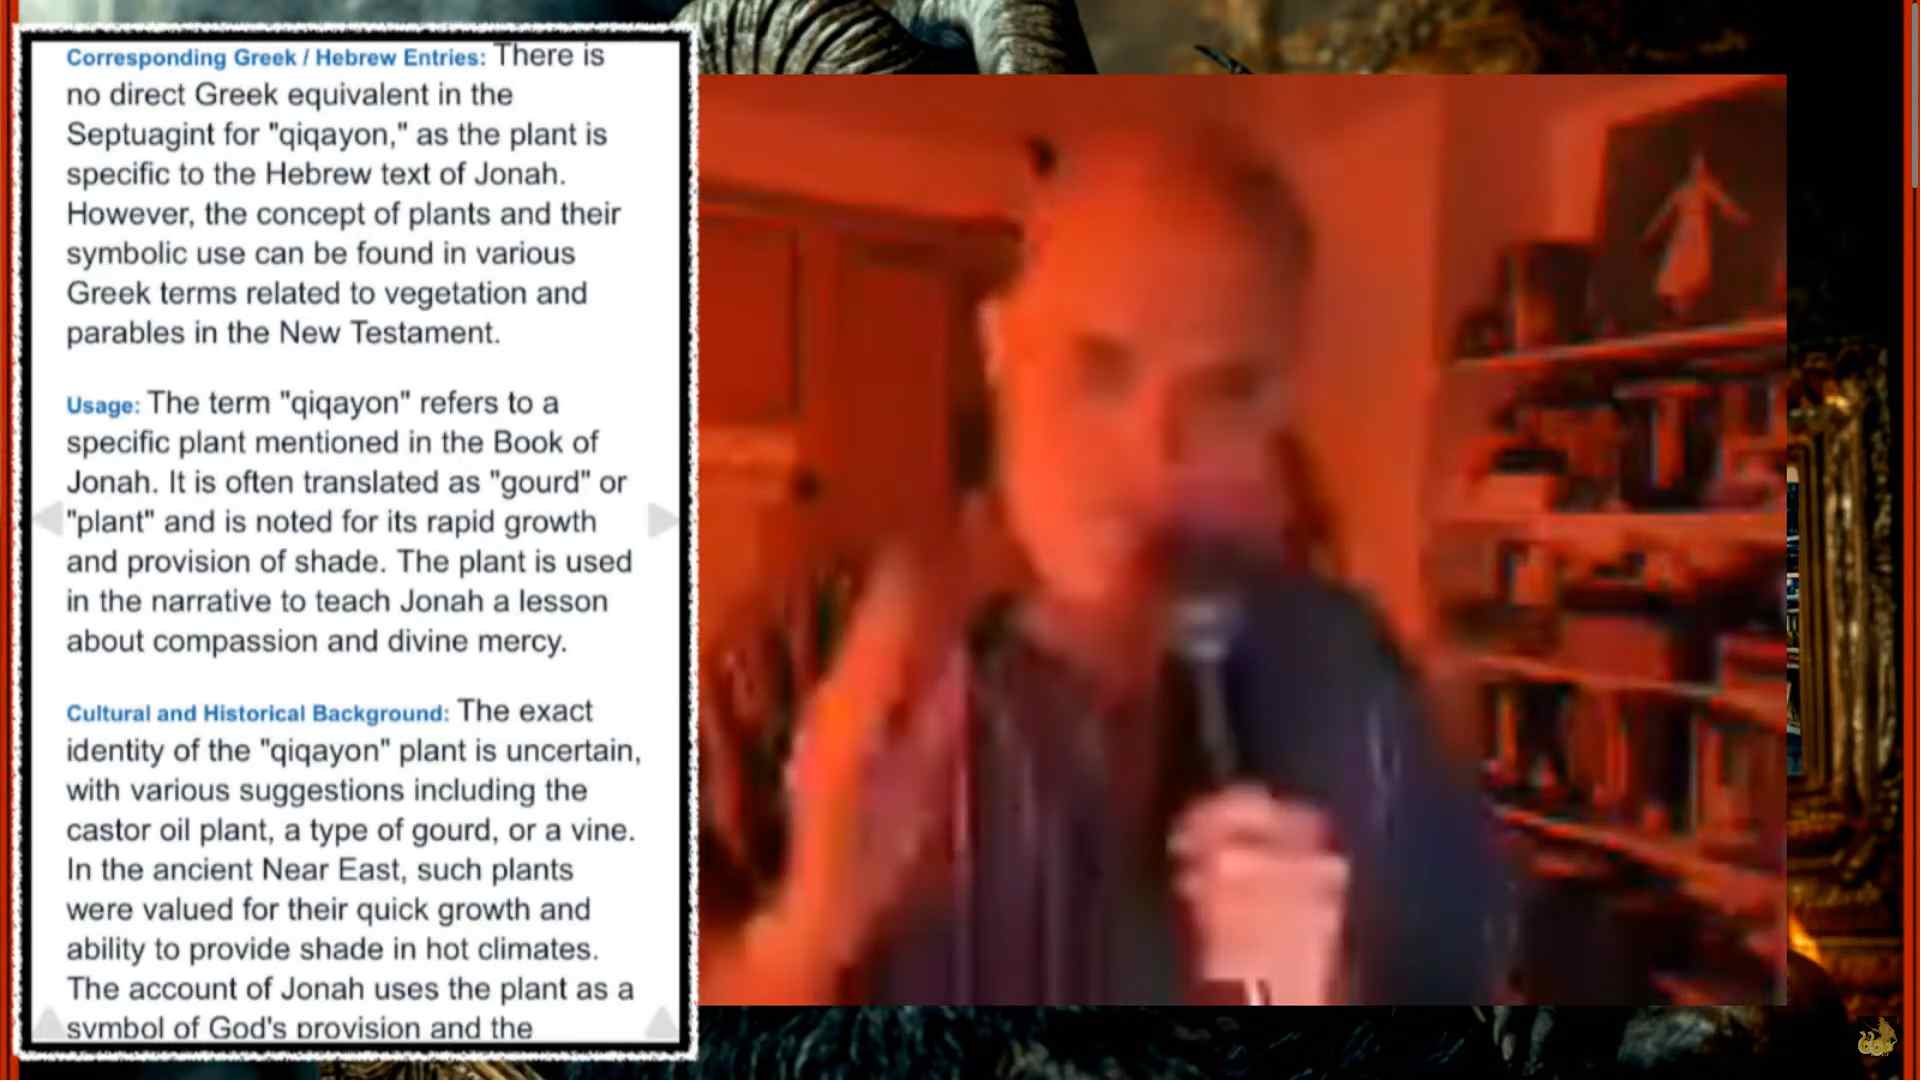 Corresponding Greek / Hebrew Entries: There is
no direct Greek equivalent in the
Septuagint for "qiqayon," as the plant is
specific to the Hebrew text of Jonah.
However, the concept of plants and their
symbolic use can be found in various
Greek terms related to vegetation and
parables in the New Testament.
Usage: The term "qiqayon" refers to a
specific plant mentioned in the Book of
Jonah. It is often translated as "gourd" or
"plant" and is noted for its rapid growth
and provision of shade. The plant is used
in the narrative to teach Jonah a lesson
about compassion and divine mercy.
Cultural and Historical Background: The exact
identity of the "qiqayon" plant is uncertain,
with various suggestions including the
castor oil plant, a type of gourd, or a vine.
In the ancient Near East, such plants
were valued for their quick growth and
ability to provide shade in hot climates.
The account of Jonah uses the plant as a
symbol of God's provision and the